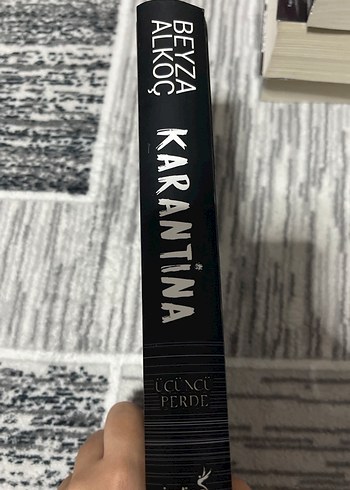 BEYZA
ALKOÇ
KARANTİNA
ÜÇÜNCÜ
PERDE